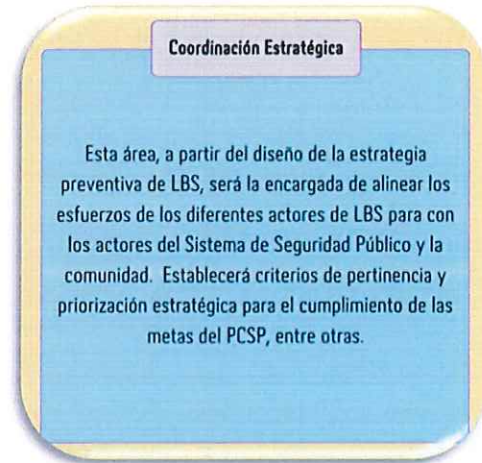 Coordinación Estratégica
Esta área, a partir del diseño de la estrategia
preventiva de LBS, será la encargada de alinear los
esfuerzos de los diferentes actores de LBS para con
los actores del Sistema de Seguridad Público y la
comunidad. Establecerá criterios de pertinencia y
priorización estratégica para el cumplimiento de las
metas del PCSP, entre otras.